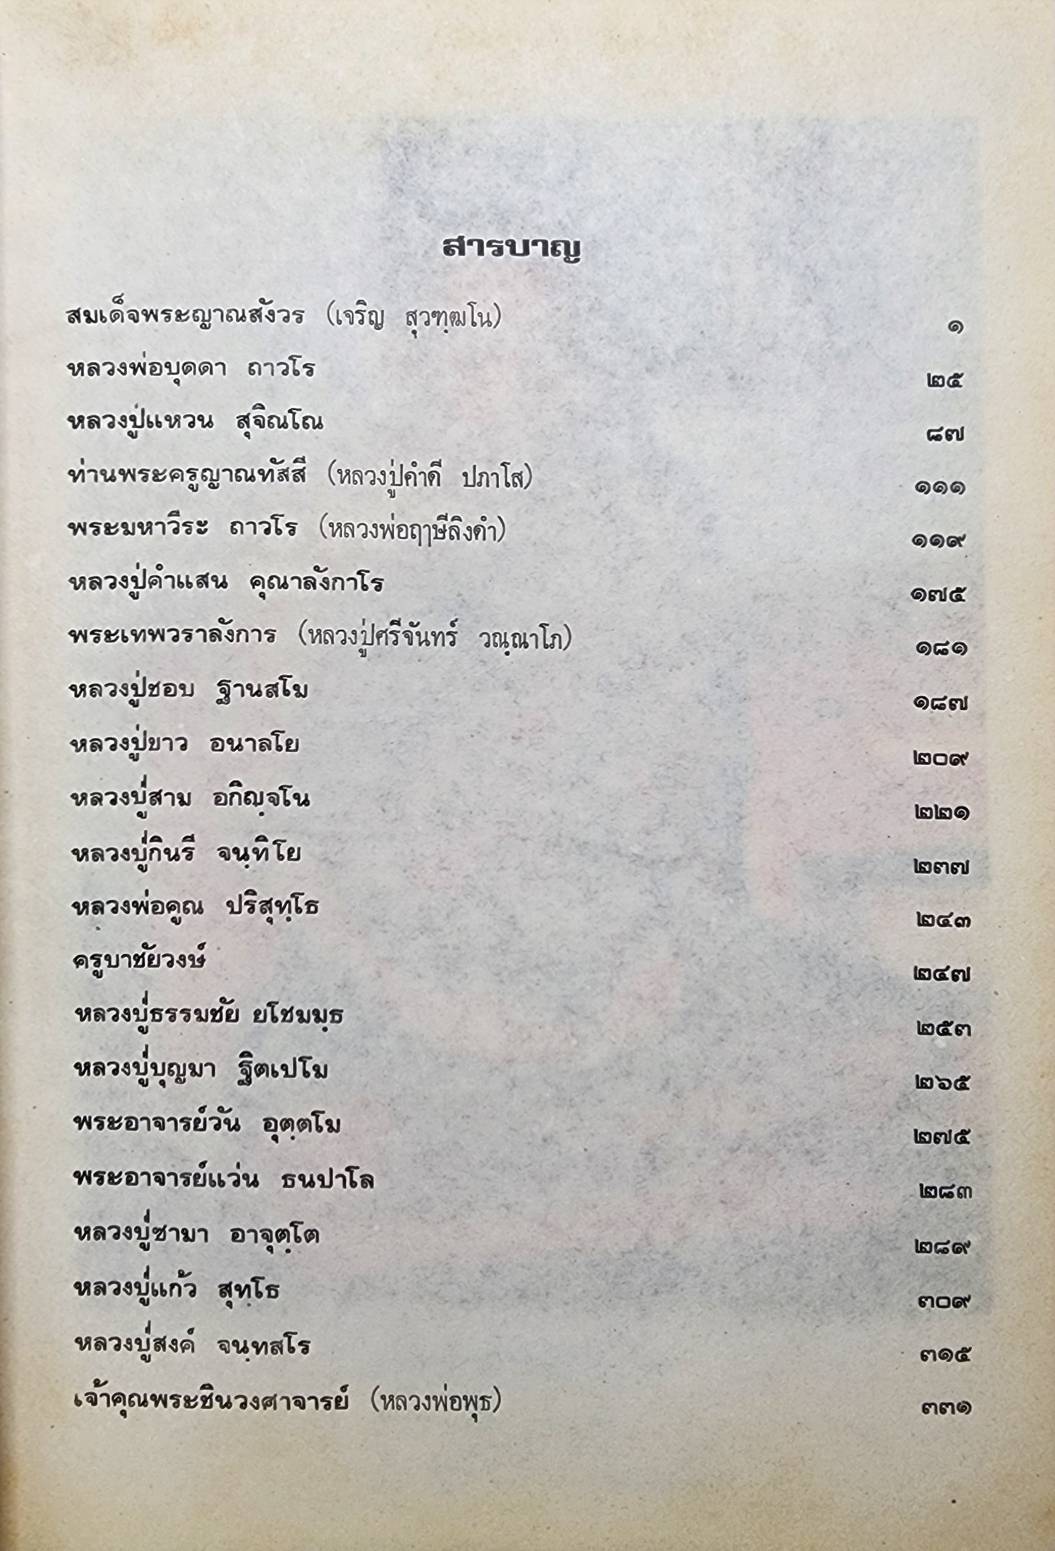 สารบาญ
สมเด็จพระญาณสังวร (เจริญ สุวฑฺฒโน) ๑
หลวงพ่อบุดดา ถาวโร ๒๕
หลวงปู่แหวน สุจิณโณ ๘๗
ท่านพระครูญาณทัสสี (หลวงปู่คำดี ปภาโส) ๑๑๑
พระมหาวีระ ถาวโร (หลวงพ่อฤๅษีลิงดำ) ๑๑๙
หลวงปู่คำแสน คุณาลังกาโร ๑๗๕
พระเทพวราลังการ (หลวงปู่ศรีจันทร์ วณฺณาโภ) ๑๘๑
หลวงปู่ชอบ ฐานสโม ๑๘๗
หลวงปู่ขาว อนาลโย ๒๐๙
หลวงปู่สาม อกิญฺจโน ๒๒๑
หลวงปู่กินรี จนฺทิโย ๒๓๗
หลวงพ่อคูณ ปริสุทฺโธ ๒๔๓
ครูบาชัยวงษ์ ๒๔๗
หลวงปู่ธรรมชัย ยโชมมฺธ ๒๕๓
หลวงปู่บุญมา ฐิตเปโม ๒๖๕
พระอาจารย์วัน อุตฺตโม ๒๗๕
พระอาจารย์แว่น ธนปาโล ๒๘๓
หลวงปู่ซามา อาจุตฺโต ๒๘๙
หลวงปู่แก้ว สุทฺโธ ๓๐๙
หลวงปู่สงค์ จนฺทสโร ๓๑๕
เจ้าคุณพระชินวงศาจารย์ (หลวงพ่อพุธ) ๓๓๑